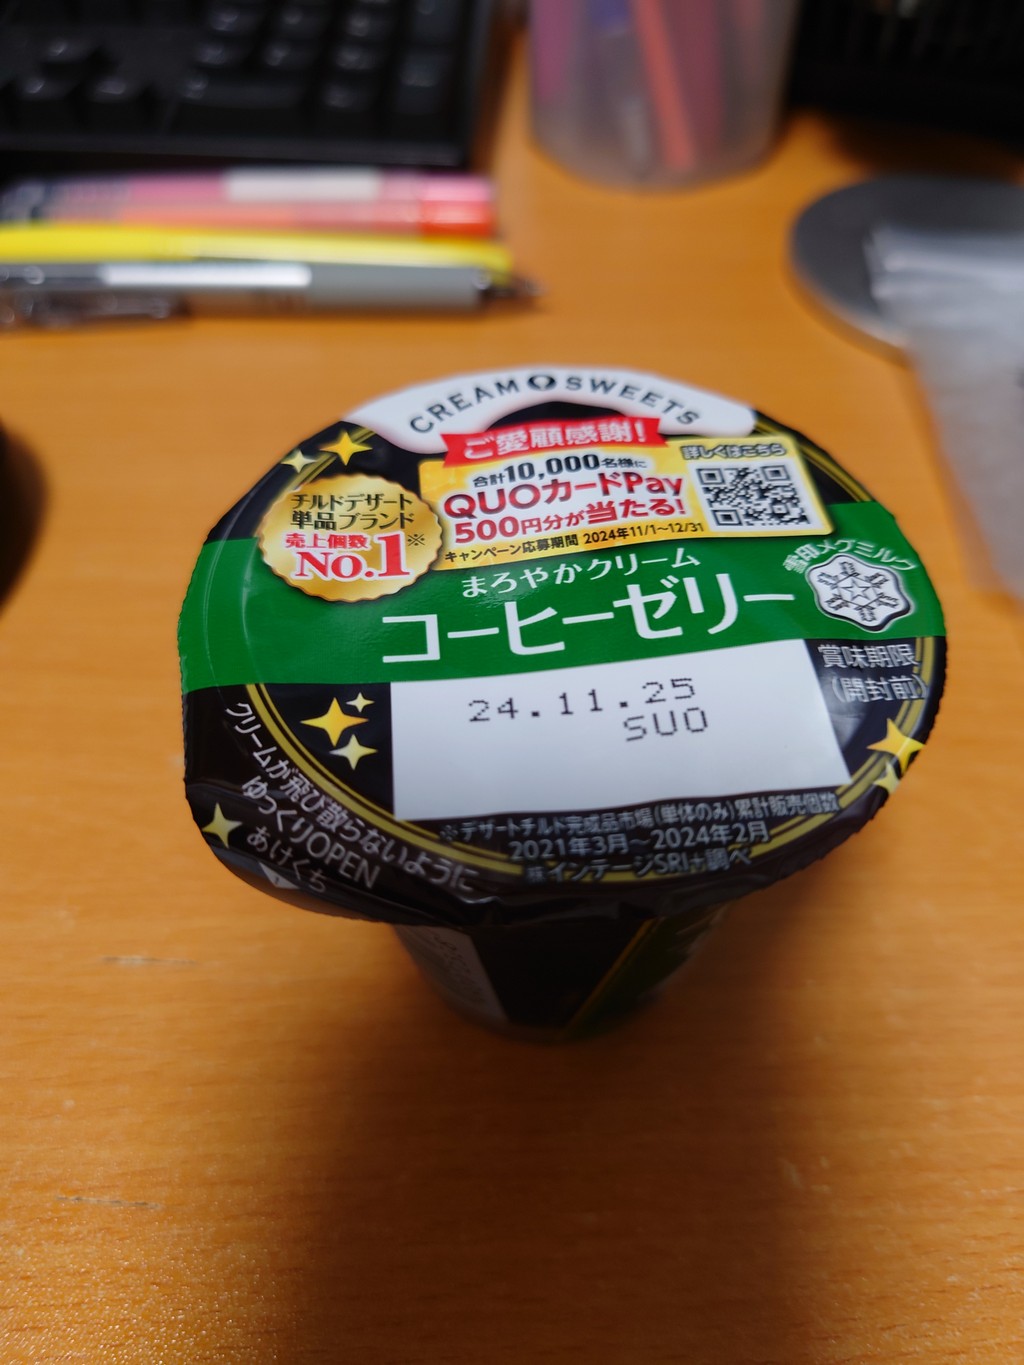 CREAM SWEETS
ご愛顧感謝!
合計10,000名様に
QUOカードPay
500円分が当たる!
キャンペーン応募期間 2024年11/1～12/31
詳しくはこちら
チルドデザート
単品ブランド
売上個数※
No.1
まろやかクリーム
コーヒーゼリー
雪印メグミルク
賞味期限
(開封前)
24.11.25
SUO
※デザートチルド完成品市場(単体のみ)累計販売個数
2021年3月～2024年2月
㈱インテージSRI+調べ
クリームが飛び散らないように
ゆっくりOPEN
あけくち